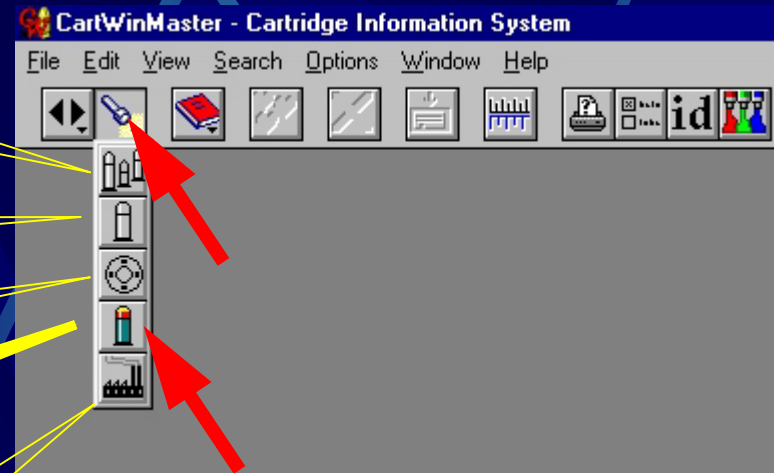 CartWinMaster - Cartridge Information System
File Edit View Search Options Window Help
id